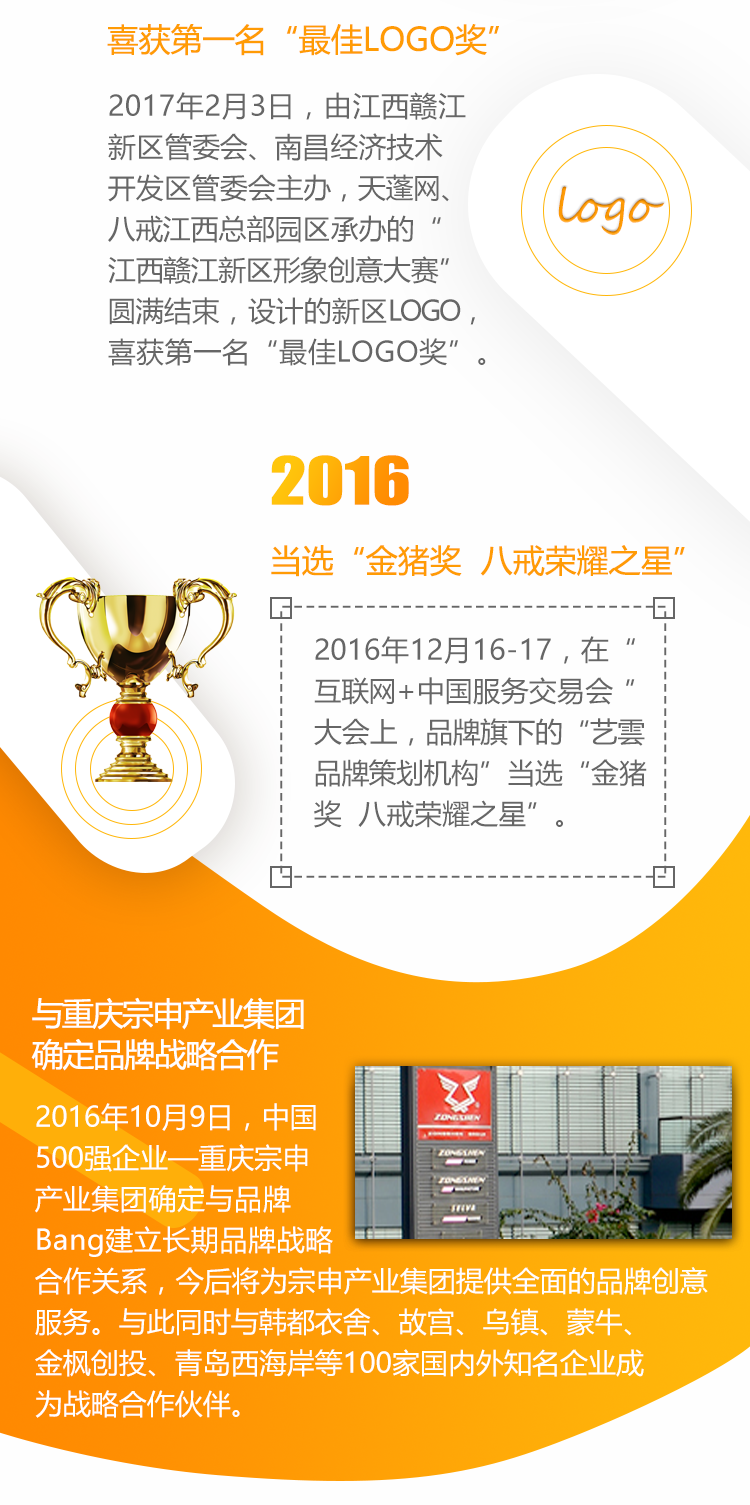 喜获第一名“最佳LOGO奖”
2017年2月3日，由江西赣江
新区管委会、南昌经济技术
开发区管委会主办，天蓬网、
八戒江西总部园区承办的“
江西赣江新区形象创意大赛”
圆满结束，设计的新区LOGO，
喜获第一名“最佳LOGO奖”。
logo
2016
当选“金猪奖 八戒荣耀之星”
2016年12月16-17，在“
互联网+中国服务交易会“
大会上，品牌旗下的“艺雲
品牌策划机构”当选“金猪
奖 八戒荣耀之星”。
与重庆宗申产业集团
确定品牌战略合作
2016年10月9日，中国
500强企业—重庆宗申
产业集团确定与品牌
Bang建立长期品牌战略
合作关系，今后将为宗申产业集团提供全面的品牌创意
服务。与此同时与韩都衣舍、故宫、乌镇、蒙牛、
金枫创投、青岛西海岸等100家国内外知名企业成
为战略合作伙伴。
ZONGSHEN
ZONGSHEN
ZONGSHEN